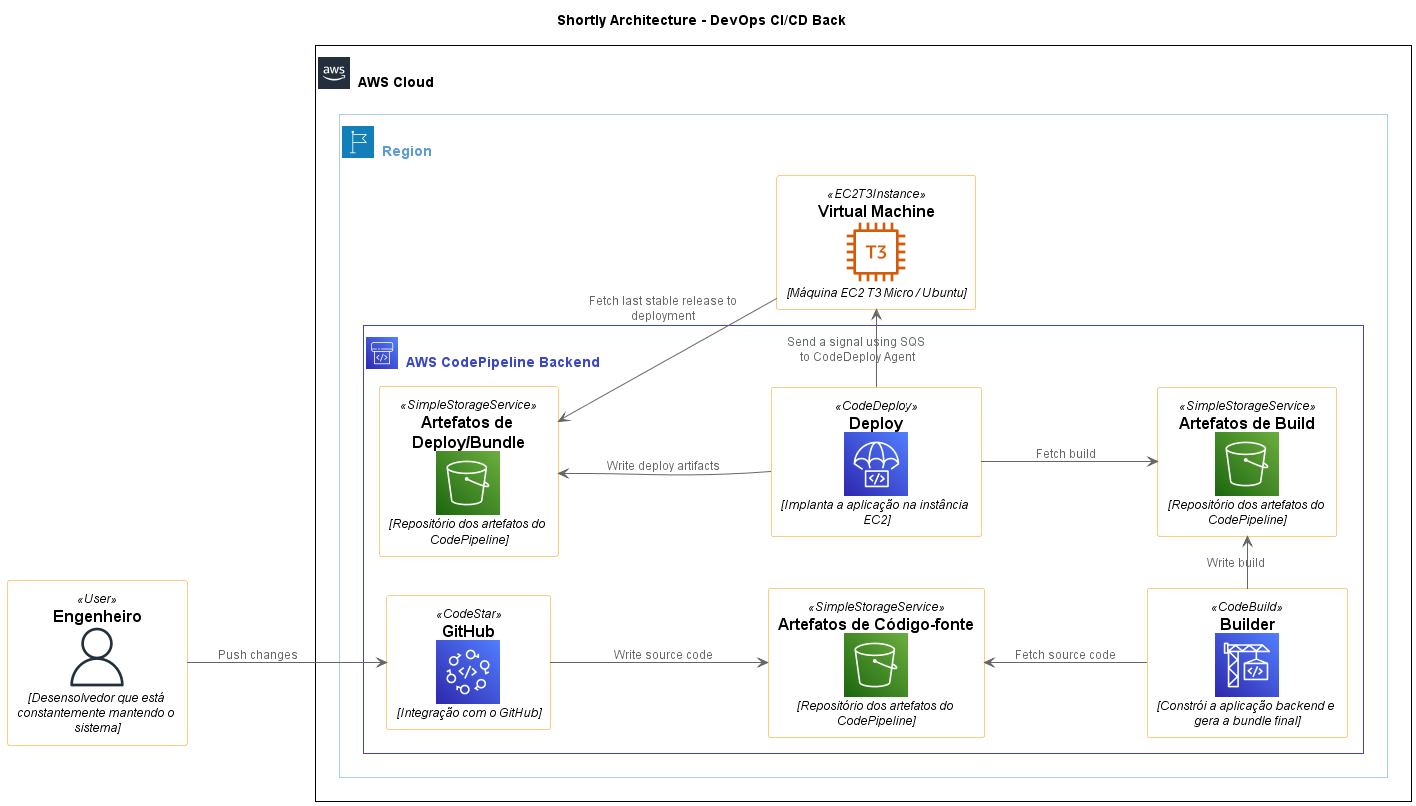 Shortly Architecture - DevOps CI/CD Back
aws
AWS Cloud
Region
«EC2T3Instance»
Virtual Machine
T3
[Máquina EC2 T3 Micro / Ubuntu]
Fetch last stable release to
deployment
Send a signal using SQS
to CodeDeploy Agent
AWS CodePipeline Backend
«SimpleStorageService»
Artefatos de
Deploy/Bundle
[Repositório dos artefatos do
CodePipeline]
Write deploy artifacts
«CodeDeploy»
Deploy
[Implanta a aplicação na instância
EC2]
Fetch build
«SimpleStorageService»
Artefatos de Build
[Repositório dos artefatos do
CodePipeline]
Write build
«User»
Engenheiro
[Desensolvedor que está
constantemente mantendo o
sistema]
Push changes
«CodeStar»
GitHub
[Integração com o GitHub]
Write source code
«SimpleStorageService»
Artefatos de Código-fonte
[Repositório dos artefatos do
CodePipeline]
Fetch source code
«CodeBuild»
Builder
[Constrói a aplicação backend e
gera a bundle final]